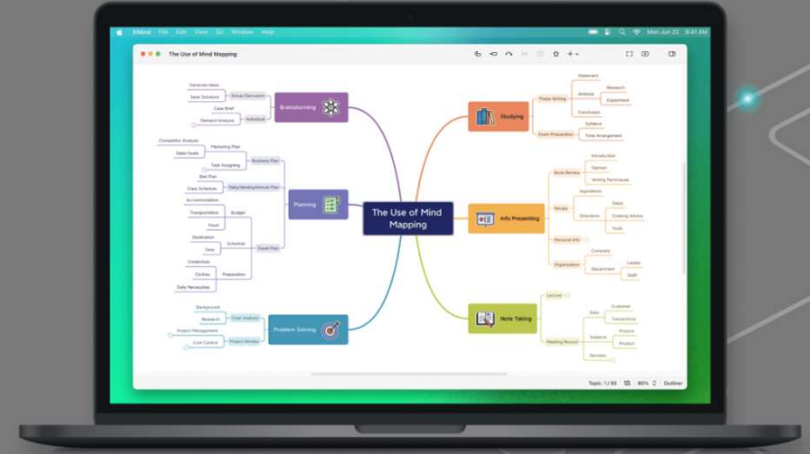 XMind File Edit View Go Window Help
Mon Jun 22 9:41 AM
The Use of Mind Mapping
Generate Ideas
Seek Solutions
Group Discussion
Case Brief
Demand Analysis
Individual
Brainstorming
Competitor Analysis
Sales Goals
Marketing Plan
Task Assigning
Business Plan
Diet Plan
Class Schedule
Daily/Weekly/Annual Plan
Planning
Accommodation
Transportation
Food
Budget
Destination
Date
Schedule
Travel Plan
Credentials
Clothes
Daily Necessities
Preparation
Background
Research
Case Analysis
Project Management
Cost Control
Project Review
Problem Solving
The Use of Mind
Mapping
Studying
Thesis Writing
Statement
Analysis
Research
Experiment
Conclusion
Exam Preparation
Syllabus
Time Arrangement
Info Presenting
Book Review
Introduction
Opinion
Writing Techniques
Recipe
Ingredients
Directions
Steps
Cooking Advice
Tools
Personal Info
Organization
Company
Department
Leader
Staff
Note Taking
Lecture
Meeting Record
Data
Customer
Transactions
Subjects
Finance
Product
Decision
Topic: 1 / 90
80%
Outliner